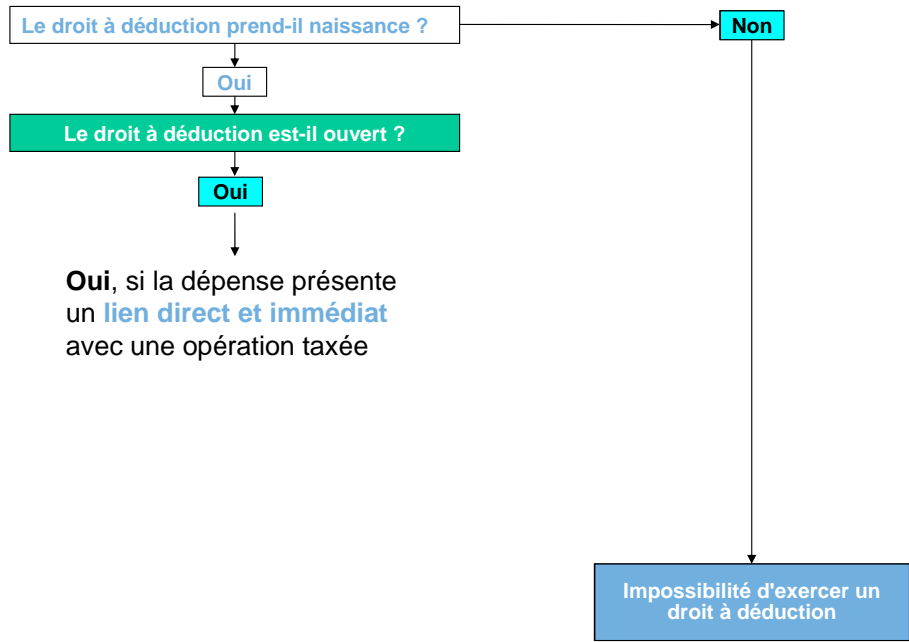 Le droit à déduction prend-il naissance ?
Non
Oui
Le droit à déduction est-il ouvert ?
Oui
Oui, si la dépense présente
un lien direct et immédiat
avec une opération taxée
Impossibilité d'exercer un
droit à déduction